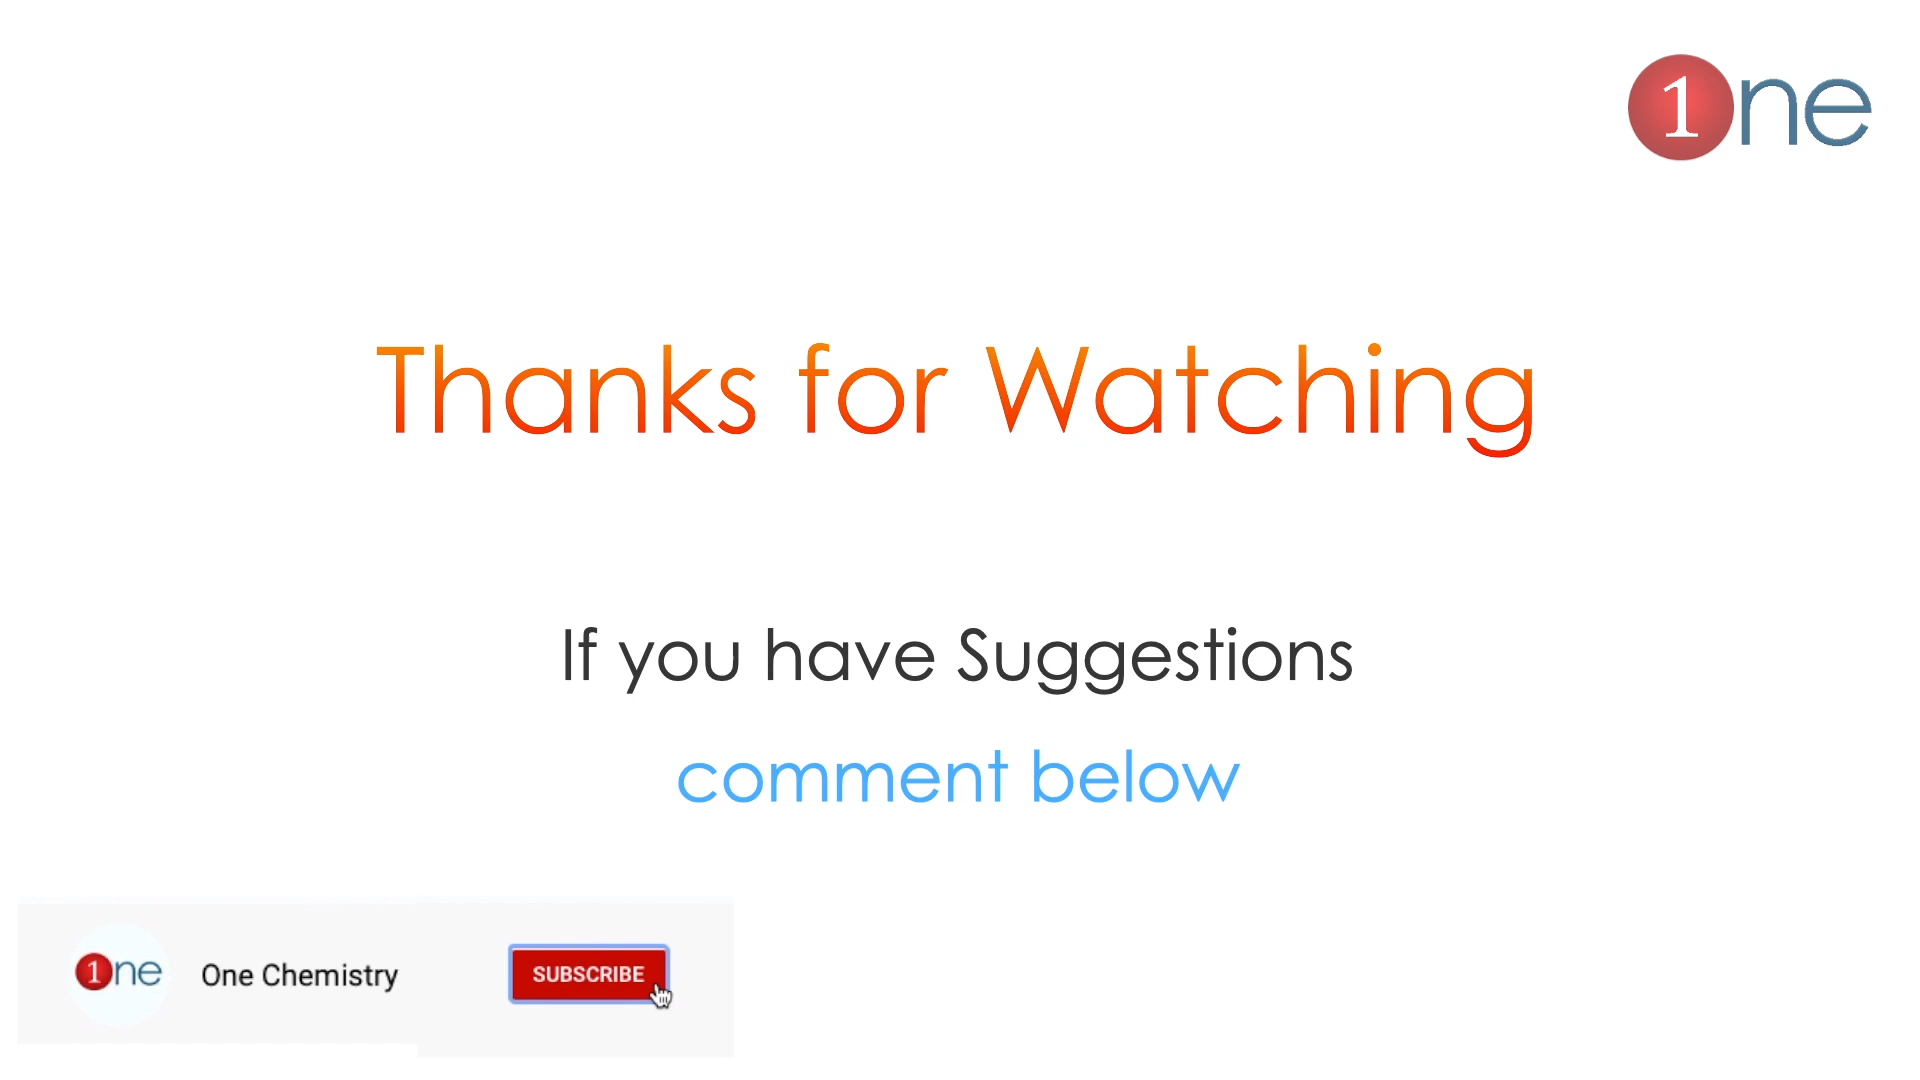 1ne
Thanks for Watching
If you have Suggestions
comment below
1ne One Chemistry SUBSCRIBE